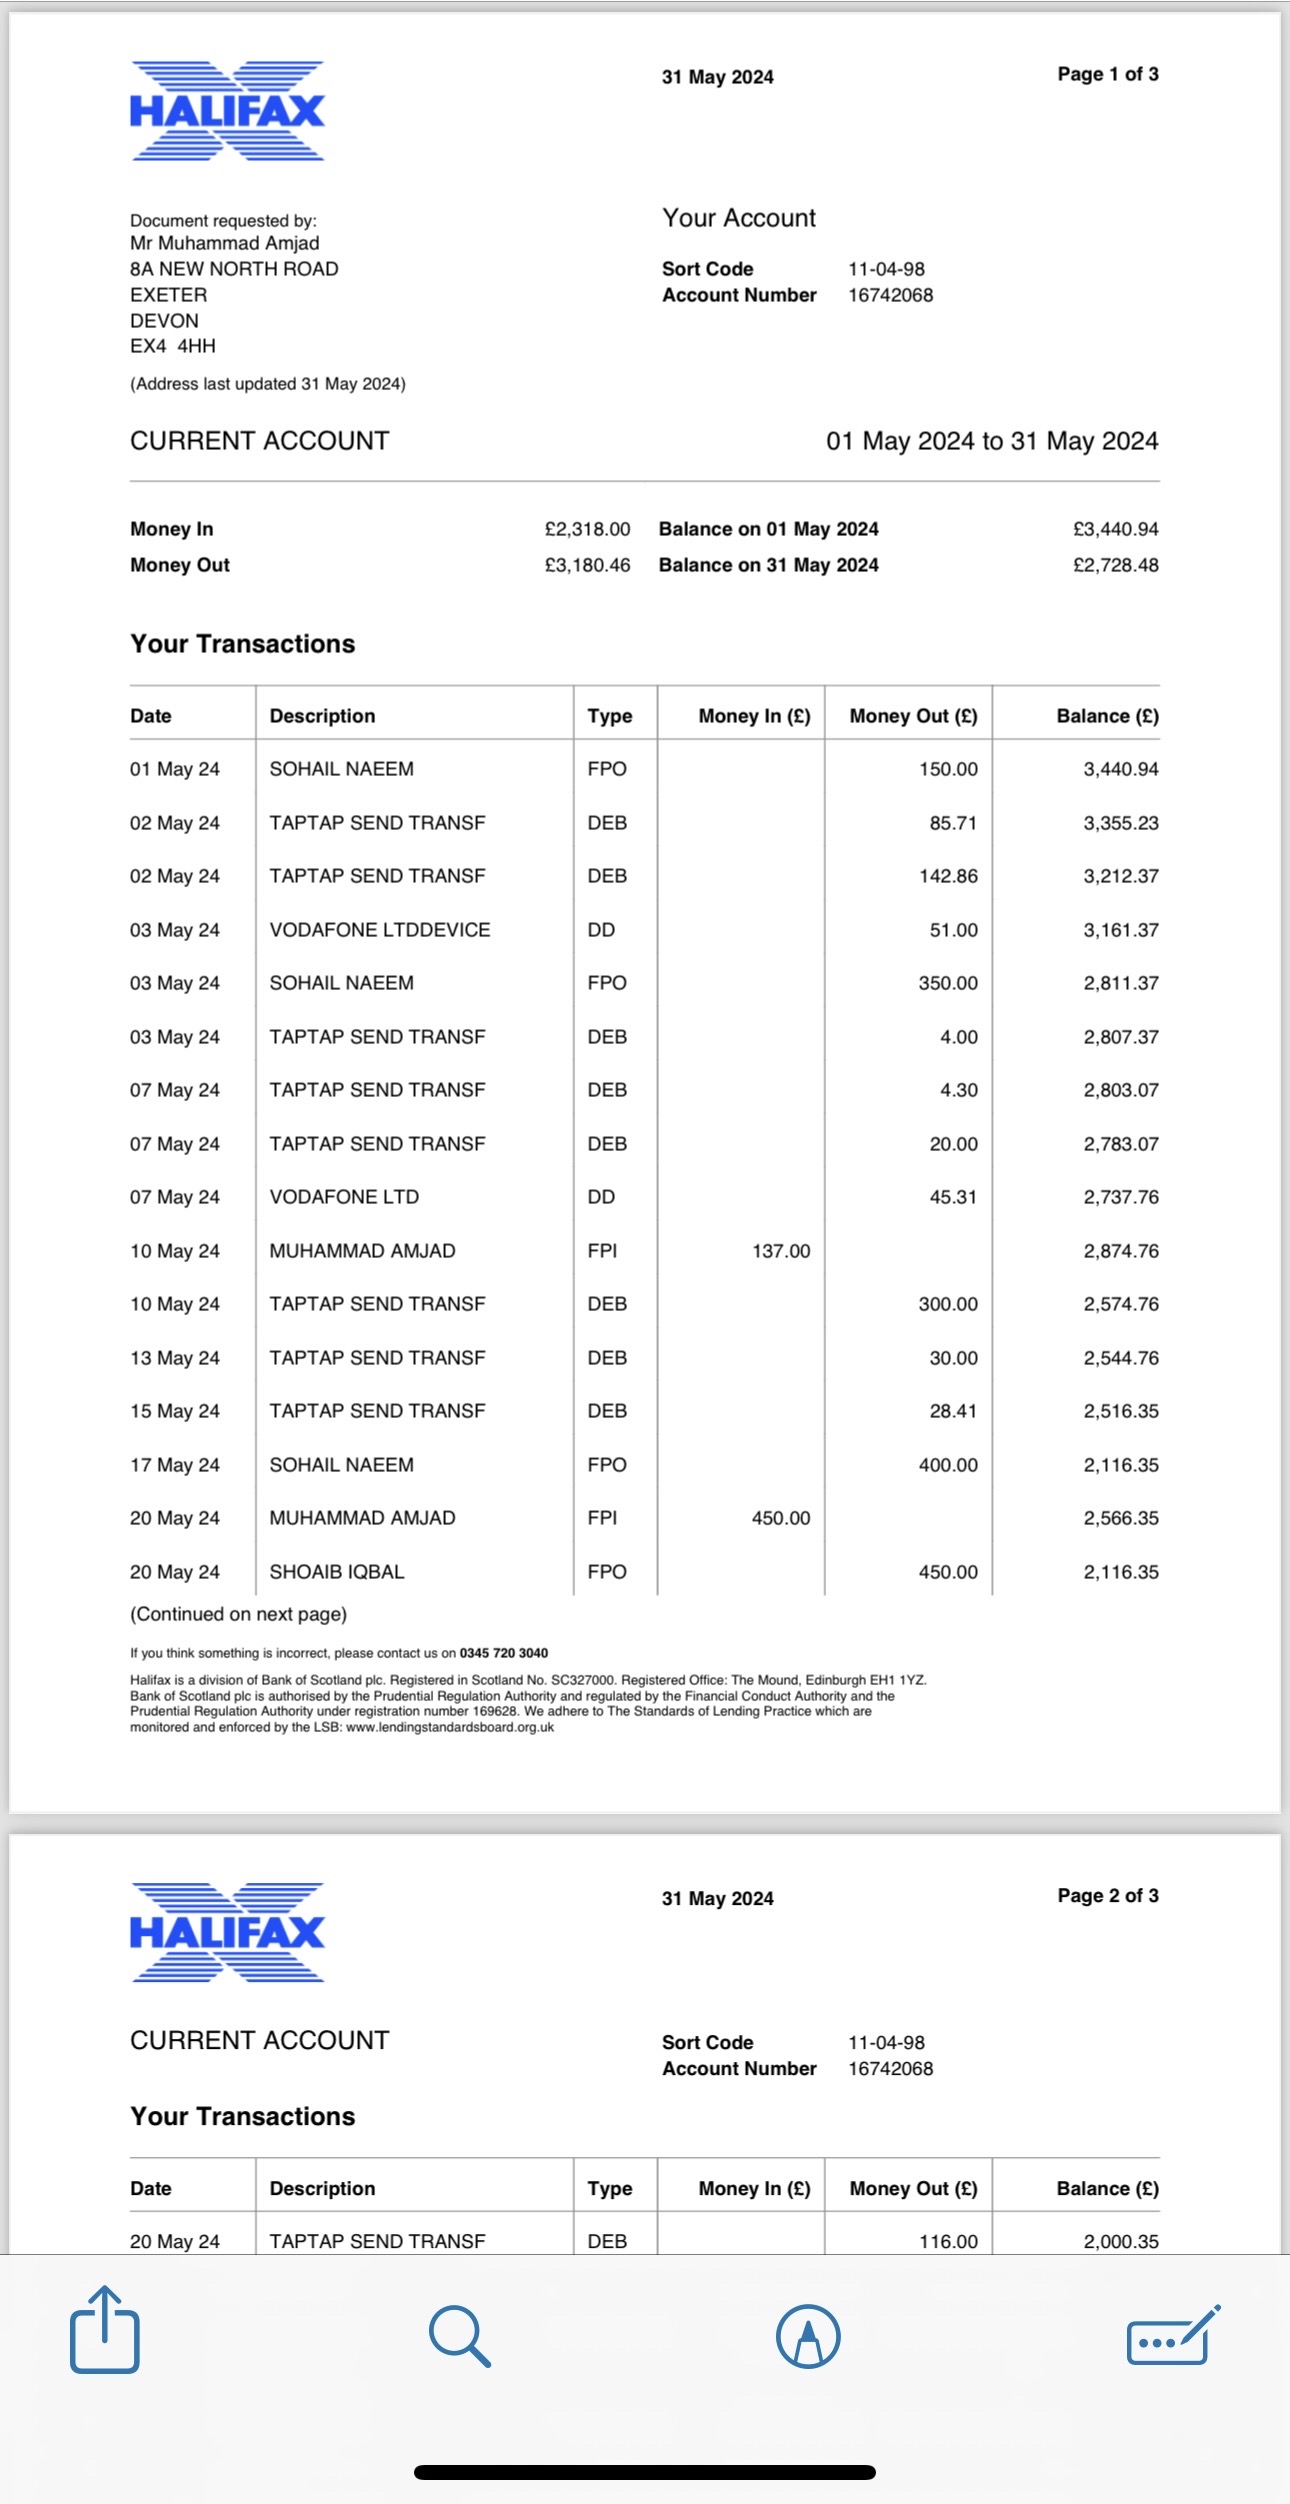 HALIFAX
31 May 2024
Page 1 of 3
Document requested by:
Mr Muhammad Amjad
8A NEW NORTH ROAD
EXETER
DEVON
EX4 4HH
(Address last updated 31 May 2024)
Your Account
Sort Code 11-04-98
Account Number 16742068
CURRENT ACCOUNT 01 May 2024 to 31 May 2024
Money In £2,318.00 Balance on 01 May 2024 £3,440.94
Money Out £3,180.46 Balance on 31 May 2024 £2,728.48
Your Transactions
Date Description Type Money In (£) Money Out (£) Balance (£)
01 May 24 SOHAIL NAEEM FPO 150.00 3,440.94
02 May 24 TAPTAP SEND TRANSF DEB 85.71 3,355.23
02 May 24 TAPTAP SEND TRANSF DEB 142.86 3,212.37
03 May 24 VODAFONE LTDDEVICE DD 51.00 3,161.37
03 May 24 SOHAIL NAEEM FPO 350.00 2,811.37
03 May 24 TAPTAP SEND TRANSF DEB 4.00 2,807.37
07 May 24 TAPTAP SEND TRANSF DEB 4.30 2,803.07
07 May 24 TAPTAP SEND TRANSF DEB 20.00 2,783.07
07 May 24 VODAFONE LTD DD 45.31 2,737.76
10 May 24 MUHAMMAD AMJAD FPI 137.00 2,874.76
10 May 24 TAPTAP SEND TRANSF DEB 300.00 2,574.76
13 May 24 TAPTAP SEND TRANSF DEB 30.00 2,544.76
15 May 24 TAPTAP SEND TRANSF DEB 28.41 2,516.35
17 May 24 SOHAIL NAEEM FPO 400.00 2,116.35
20 May 24 MUHAMMAD AMJAD FPI 450.00 2,566.35
20 May 24 SHOAIB IQBAL FPO 450.00 2,116.35
(Continued on next page)
If you think something is incorrect, please contact us on 0345 720 3040
Halifax is a division of Bank of Scotland plc. Registered in Scotland No. SC327000. Registered Office: The Mound, Edinburgh EH1 1YZ.
Bank of Scotland plc is authorised by the Prudential Regulation Authority and regulated by the Financial Conduct Authority and the
Prudential Regulation Authority under registration number 169628. We adhere to The Standards of Lending Practice which are
monitored and enforced by the LSB: www.lendingstandardsboard.org.uk
HALIFAX
31 May 2024
Page 2 of 3
CURRENT ACCOUNT
Sort Code 11-04-98
Account Number 16742068
Your Transactions
Date Description Type Money In (£) Money Out (£) Balance (£)
20 May 24 TAPTAP SEND TRANSF DEB 116.00 2,000.35